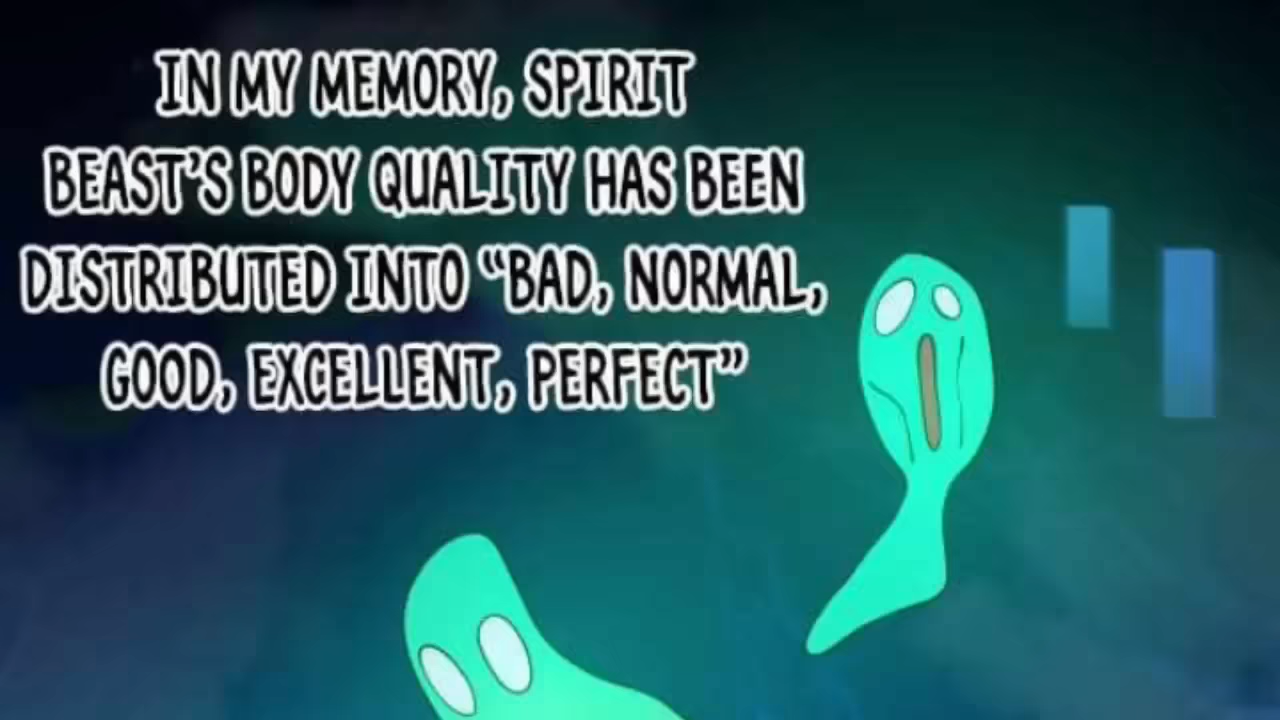 IN MY MEMORY, SPIRIT
BEAST'S BODY QUALITY HAS BEEN
DISTRIBUTED INTO “BAD, NORMAL,
GOOD, EXCELLENT, PERFECT”